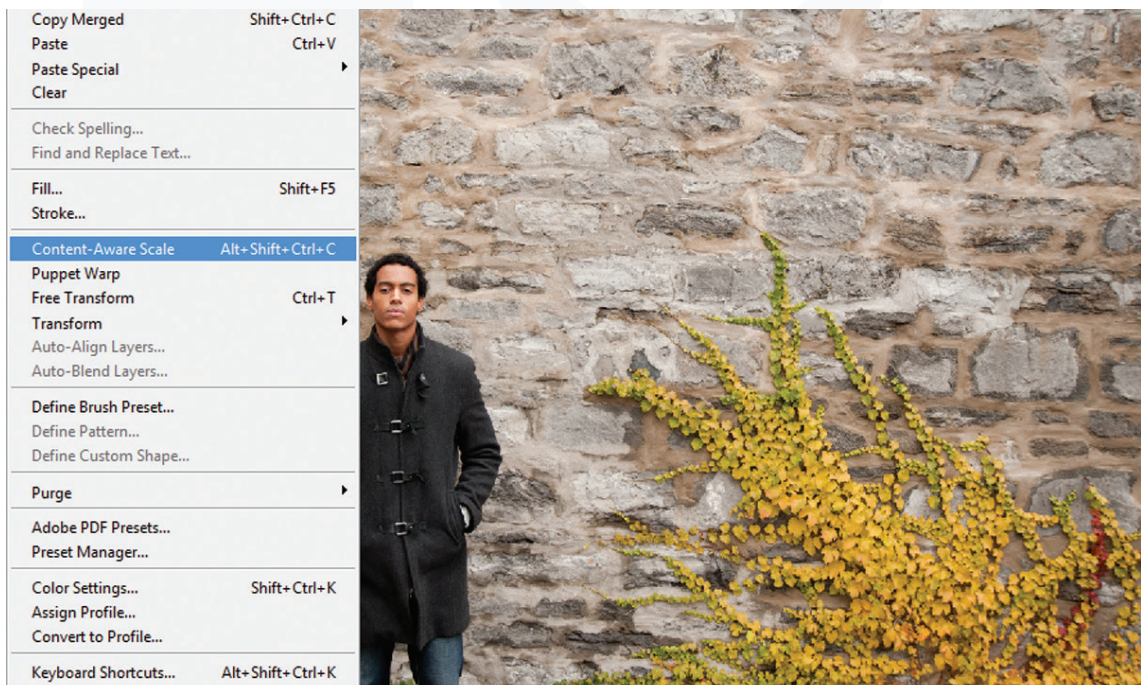 Copy Merged Shift+Ctrl+C
Paste Ctrl+V
Paste Special
Clear
Check Spelling...
Find and Replace Text...
Fill... Shift+F5
Stroke...
Content-Aware Scale Alt+Shift+Ctrl+C
Puppet Warp
Free Transform Ctrl+T
Transform
Auto-Align Layers...
Auto-Blend Layers...
Define Brush Preset...
Define Pattern...
Define Custom Shape...
Purge
Adobe PDF Presets...
Preset Manager...
Color Settings... Shift+Ctrl+K
Assign Profile...
Convert to Profile...
Keyboard Shortcuts... Alt+Shift+Ctrl+K